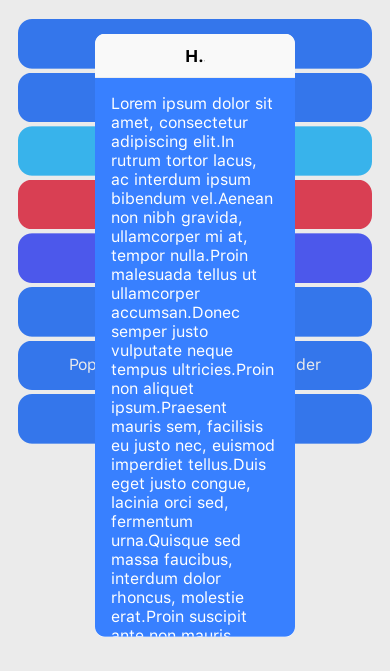 H.
Lorem ipsum dolor sit
amet, consectetur
adipiscing elit.In
rutrum tortor lacus,
ac interdum ipsum
bibendum vel.Aenean
non nibh gravida,
ullamcorper mi at,
tempor nulla.Proin
malesuada tellus ut
ullamcorper
accumsan.Donec
semper justo
vulputate neque
tempus ultricies.Proin
non aliquet
ipsum.Praesent
mauris sem, facilisis
eu justo nec, euismod
imperdiet tellus.Duis
eget justo congue,
lacinia orci sed,
fermentum
urna.Quisque sed
massa faucibus,
interdum dolor
rhoncus, molestie
erat.Proin suscipit
ante non mauris
Pop
der